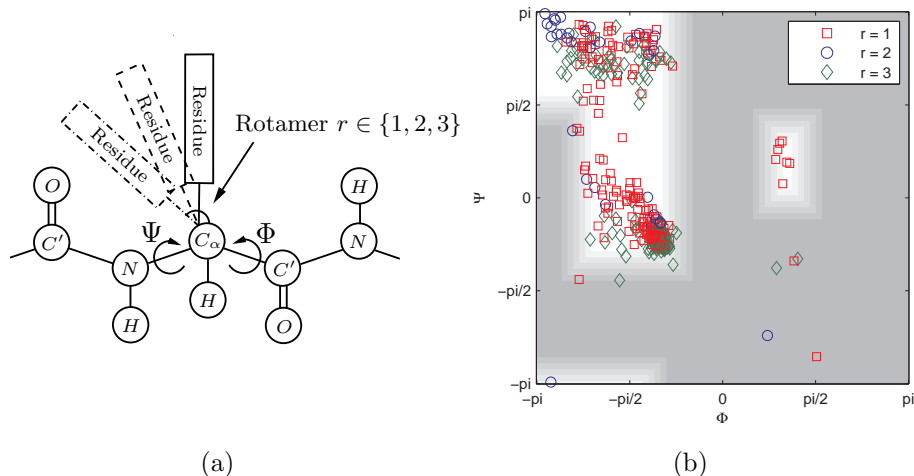 Residue
Residue
Residue
Rotamer r ∈ {1, 2, 3}
O
H
Ψ
Φ
C′
N
Cα
N
C′
H
H
O
(a)
pi
pi/2
0
−pi/2
−pi
Ψ
r = 1
r = 2
r = 3
−pi
−pi/2
0
pi/2
pi
Φ
(b)